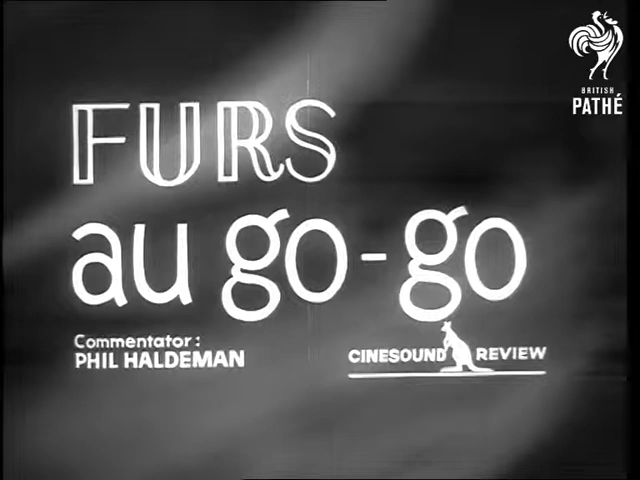 BRITISH
PATHÉ
FURS
au go-go
Commentator:
PHIL HALDEMAN
CINESOUND REVIEW